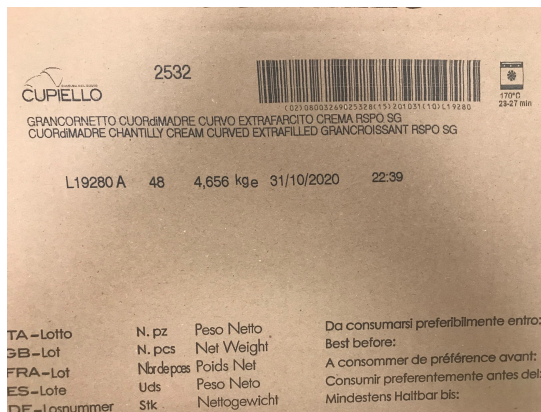 CUPIELLO
2532
(02)08003269025328(15)201031(10)L19280
170°C
23-27 min
GRANCORNETTO CUORdiMADRE CURVO EXTRAFARCITO CREMA RSPO SG
CUORdiMADRE CHANTILLY CREAM CURVED EXTRAFILLED GRANCROISSANT RSPO SG
L19280 A 48 4,656 kg e 31/10/2020 22:39
TA-Lotto N. pz Peso Netto Da consumarsi preferibilmente entro:
GB-Lot N. pcs Net Weight Best before:
FRA-Lot Nbr de pces Poids Net A consommer de préférence avant:
ES-Lote Uds Peso Neto Consumir preferentemente antes del:
DE-Losnummer Stk Nettogewicht Mindestens Haltbar bis: